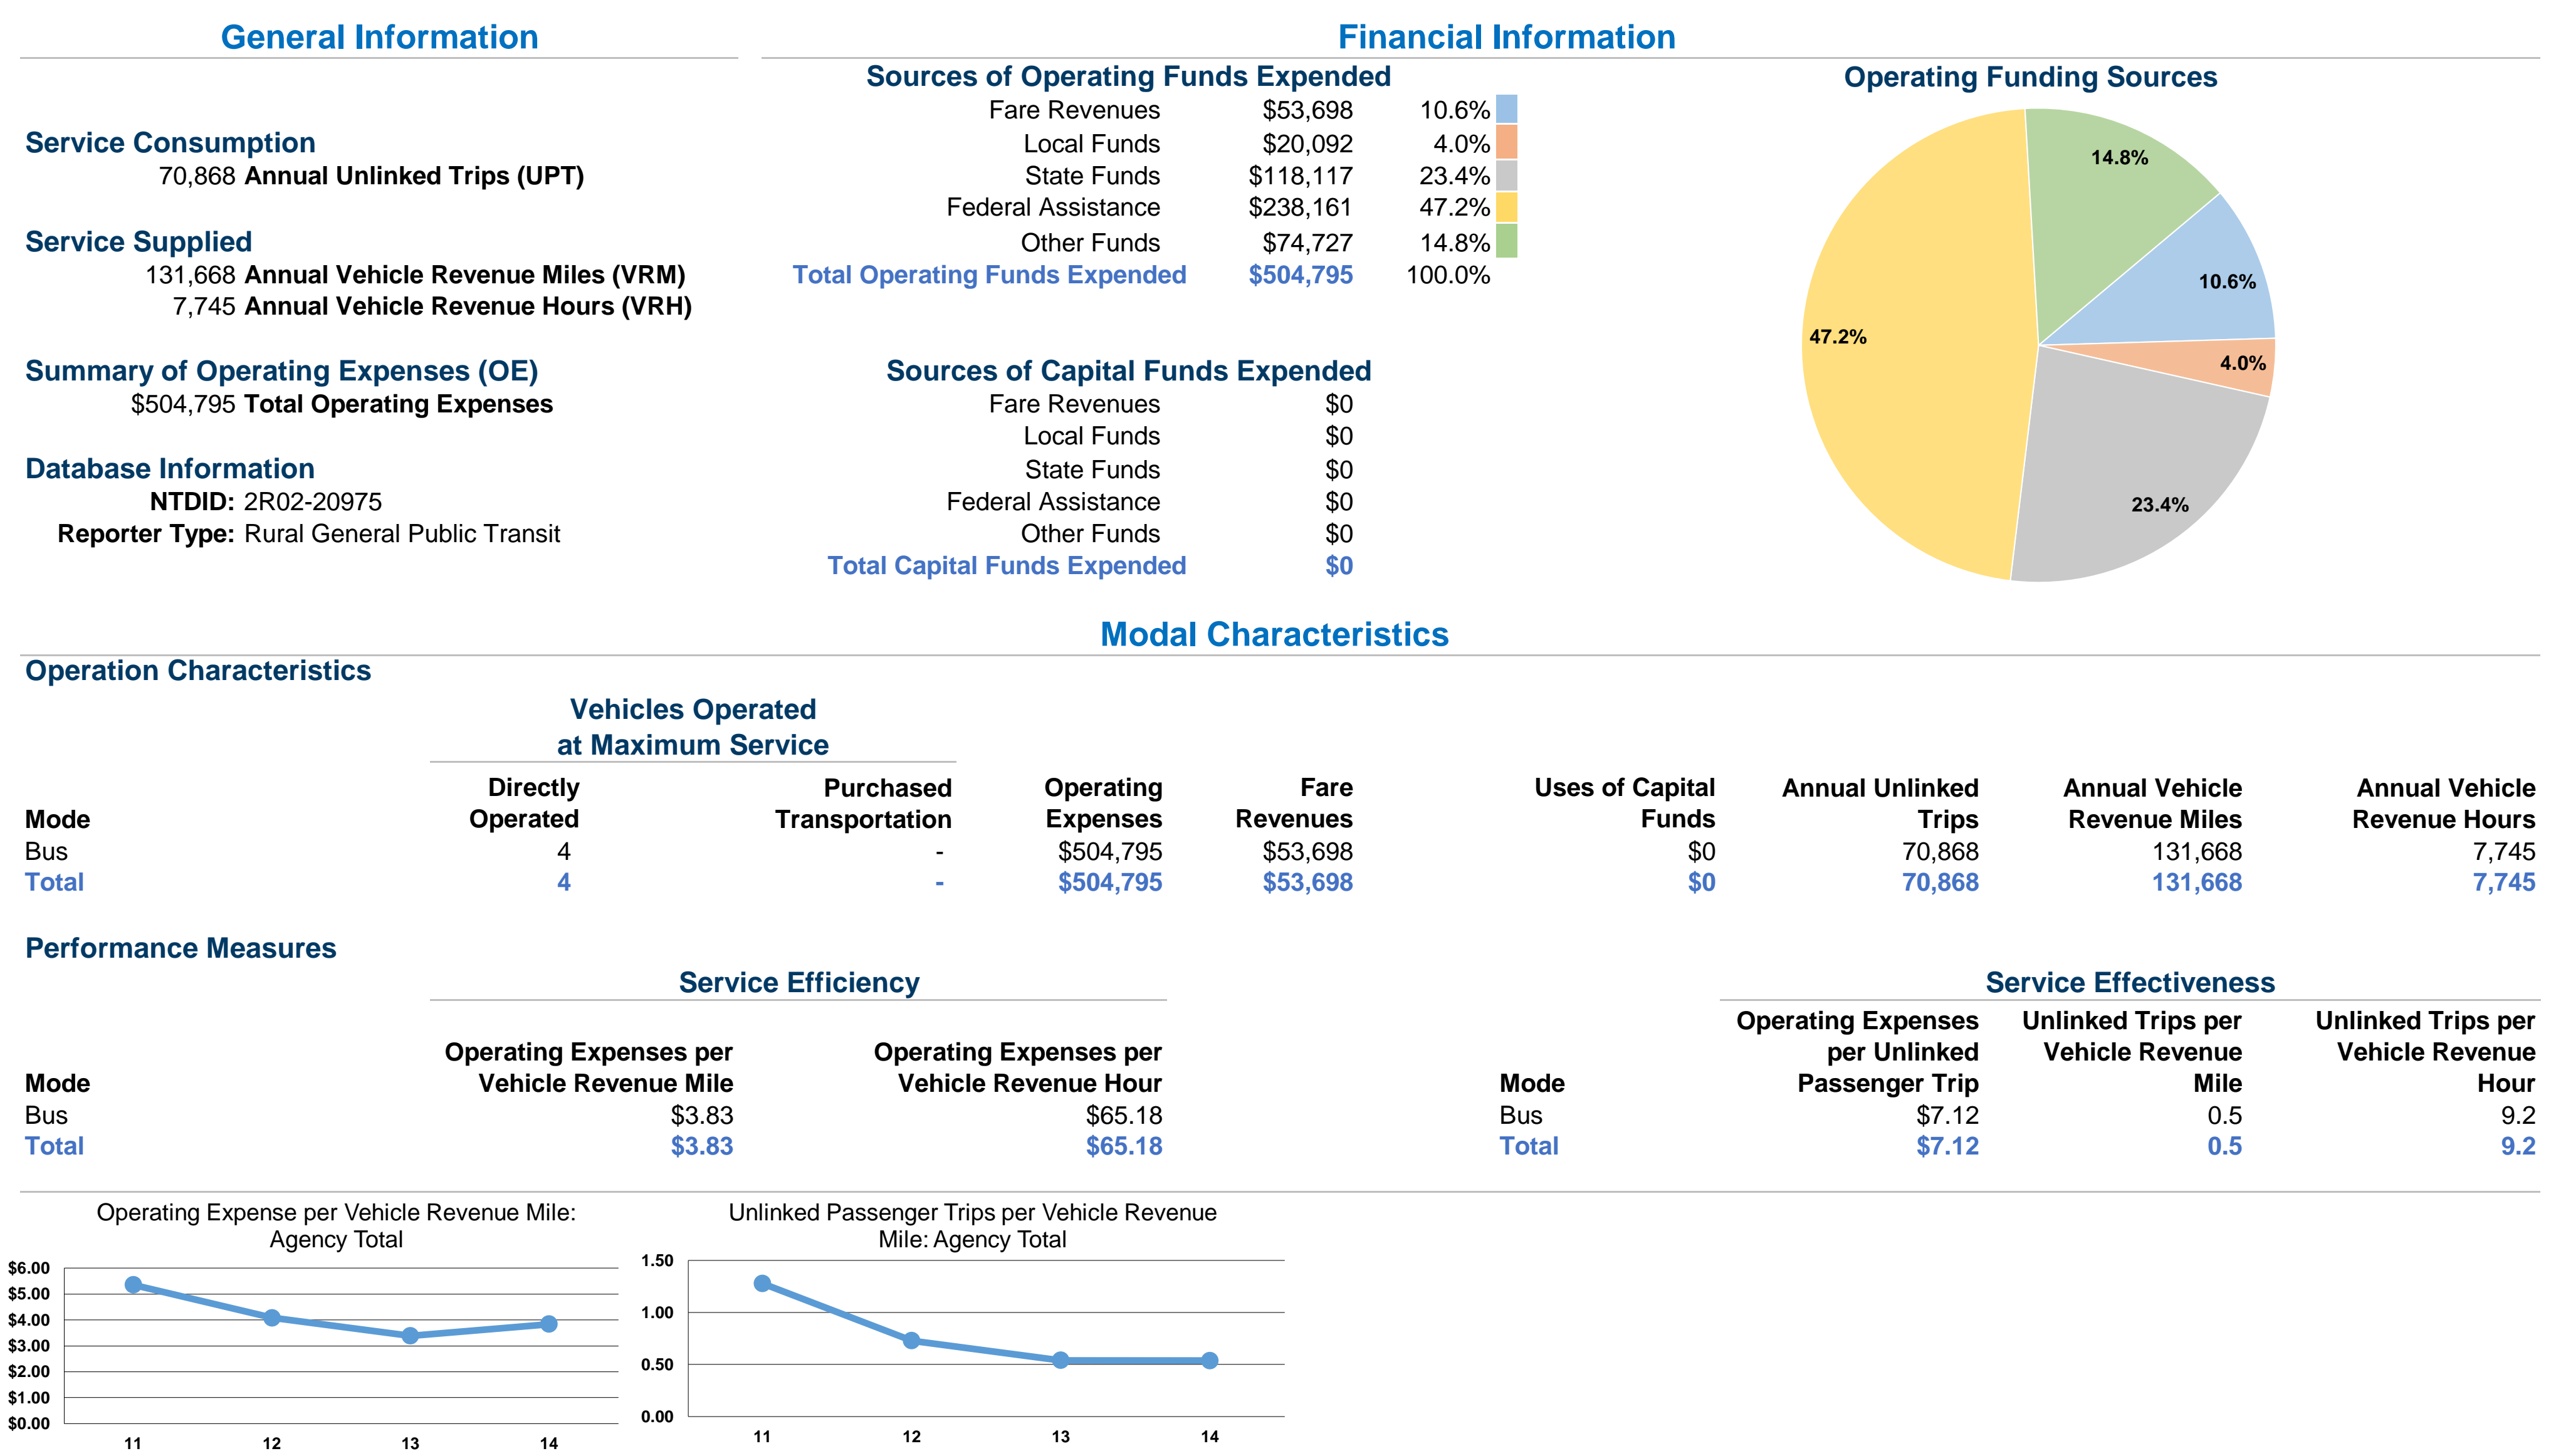 General Information
Financial Information
Sources of Operating Funds Expended
Operating Funding Sources
Fare Revenues $53,698 10.6%
Service Consumption
Local Funds $20,092 4.0%
70,868 Annual Unlinked Trips (UPT)
State Funds $118,117 23.4%
Federal Assistance $238,161 47.2%
Service Supplied
Other Funds $74,727 14.8%
131,668 Annual Vehicle Revenue Miles (VRM)
Total Operating Funds Expended $504,795 100.0%
7,745 Annual Vehicle Revenue Hours (VRH)
14.8%
10.6%
47.2%
4.0%
23.4%
Summary of Operating Expenses (OE)
Sources of Capital Funds Expended
$504,795 Total Operating Expenses
Fare Revenues $0
Local Funds $0
Database Information
State Funds $0
NTDID: 2R02-20975
Federal Assistance $0
Reporter Type: Rural General Public Transit
Other Funds $0
Total Capital Funds Expended $0
Modal Characteristics
Operation Characteristics
Vehicles Operated
at Maximum Service
Directly Purchased Operating Fare Uses of Capital Annual Unlinked Annual Vehicle Annual Vehicle
Mode Operated Transportation Expenses Revenues Funds Trips Revenue Miles Revenue Hours
Bus 4 - $504,795 $53,698 $0 70,868 131,668 7,745
Total 4 - $504,795 $53,698 $0 70,868 131,668 7,745
Performance Measures
Service Efficiency Service Effectiveness
Operating Expenses Unlinked Trips per Unlinked Trips per
Operating Expenses per Operating Expenses per per Unlinked Vehicle Revenue Vehicle Revenue
Mode Vehicle Revenue Mile Vehicle Revenue Hour Mode Passenger Trip Mile Hour
Bus $3.83 $65.18 Bus $7.12 0.5 9.2
Total $3.83 $65.18 Total $7.12 0.5 9.2
Operating Expense per Vehicle Revenue Mile:
Agency Total
$6.00
$5.00
$4.00
$3.00
$2.00
$1.00
$0.00
11 12 13 14
Unlinked Passenger Trips per Vehicle Revenue
Mile: Agency Total
1.50
1.00
0.50
0.00
11 12 13 14